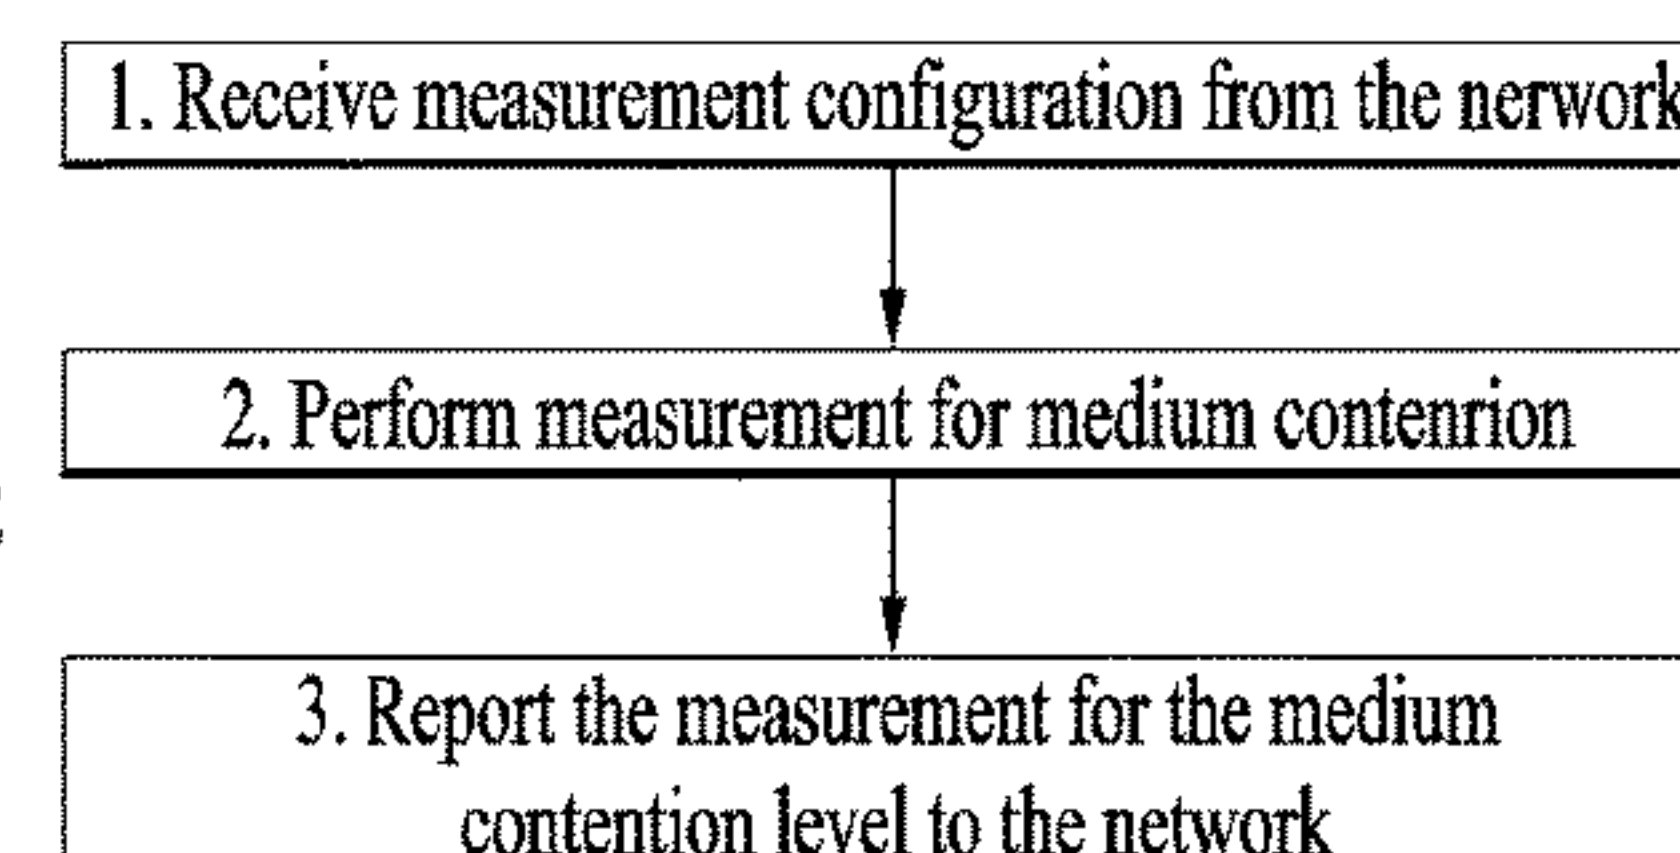 1. Receive measurement configuration from the nerwork
2. Perform measurement for medium contenrion
3. Report the measurement for the medium
contention level to the network